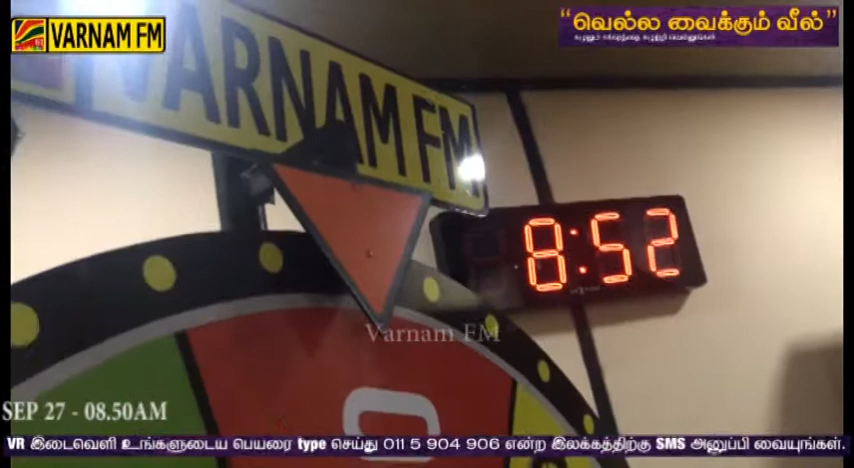 VARNAM FM
"வெல்ல வைக்கும் வீல்"
VARNAM FM
8:52
Varnam FM
0
SEP 27 - 08.50AM
VR இடைவெளி உங்களுடைய பெயரை type செய்து 011 5 904 906 என்ற இலக்கத்திற்கு SMS அனுப்பி வையுங்கள்.